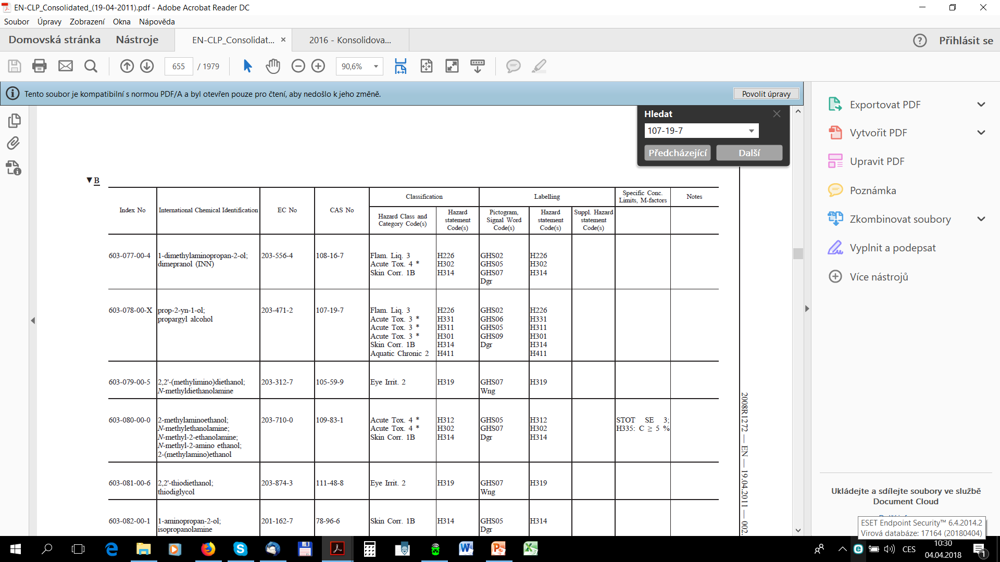 EN-CLP_Consolidated_(19-04-2011).pdf - Adobe Acrobat Reader DC
Soubor Úpravy Zobrazení Okna Nápověda
Domovská stránka Nástroje EN-CLP_Consolidat... × 2016 - Konsolidova... Přihlásit se
655 / 1979 90,6%
Tento soubor je kompatibilní s normou PDF/A a byl otevřen pouze pro čtení, aby nedošlo k jeho změně. Povolit úpravy
Hledat
107-19-7
Předcházející Další
Exportovat PDF
Vytvořit PDF
Upravit PDF
Poznámka
Zkombinovat soubory
Vyplnit a podepsat
Více nástrojů
▼B
Index No International Chemical Identification EC No CAS No Classification Labelling Specific Conc. Limits, M-factors Notes
Hazard Class and Category Code(s) Hazard statement Code(s) Pictogram, Signal Word Code(s) Hazard statement Code(s) Suppl. Hazard statement Code(s)
603-077-00-4 1-dimethylaminopropan-2-ol; 203-556-4 108-16-7 Flam. Liq. 3 H226 GHS02 H226
dimepranol (INN) Acute Tox. 4 * H302 GHS05 H302
Skin Corr. 1B H314 GHS07 H314
Dgr
603-078-00-X prop-2-yn-1-ol; 203-471-2 107-19-7 Flam. Liq. 3 H226 GHS02 H226
propargyl alcohol Acute Tox. 3 * H331 GHS06 H331
Acute Tox. 3 * H311 GHS05 H311
Acute Tox. 3 * H301 GHS09 H301
Skin Corr. 1B H314 Dgr H314
Aquatic Chronic 2 H411 H411
603-079-00-5 2,2'-(methylimino)diethanol; 203-312-7 105-59-9 Eye Irrit. 2 H319 GHS07 H319
N-methyldiethanolamine Wng
603-080-00-0 2-methylaminoethanol; 203-710-0 109-83-1 Acute Tox. 4 * H312 GHS05 H312 STOT SE 3;
N-methylethanolamine; Acute Tox. 4 * H302 GHS07 H302 H335: C ≥ 5 %
N-methyl-2-ethanolamine; Skin Corr. 1B H314 Dgr H314
N-methyl-2-amino ethanol;
2-(methylamino)ethanol
603-081-00-6 2,2'-thiodiethanol; 203-874-3 111-48-8 Eye Irrit. 2 H319 GHS07 H319
thiodiglycol Wng
603-082-00-1 1-aminopropan-2-ol; 201-162-7 78-96-6 Skin Corr. 1B H314 GHS05 H314
isopropanolamine Dgr
2008R1272 — EN — 19.04.2011 — 002.
Ukládejte a sdílejte soubory ve službě
Document Cloud
ESET Endpoint Security™ 6.4.2014.2
Virová databáze: 17164 (20180404)
CES 10:30
04.04.2018
1